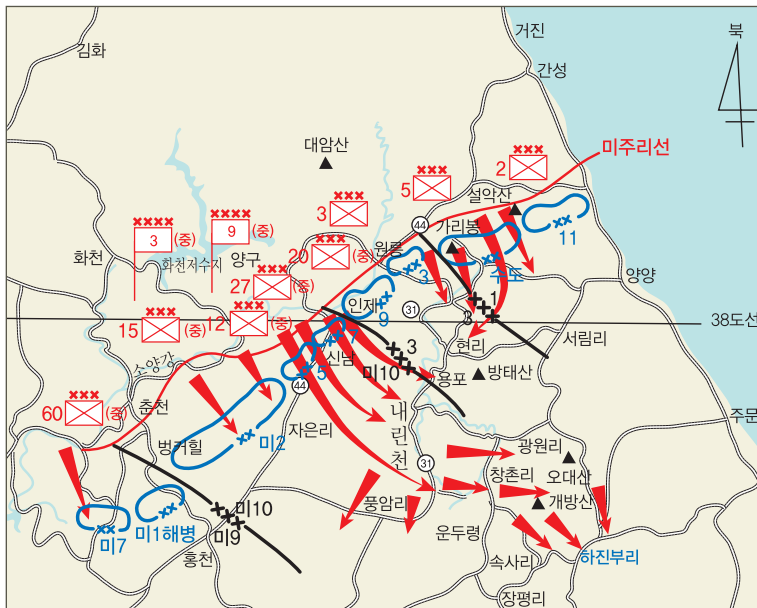 거진
북
김화
간성
대암산
미주리선
×××
2
×××
5
설악산
×××
3
44
가리봉
××
11
××××
3 (중)
××××
9 (중)
×××
20 (중)
원통
××
3
××
수도
화천
화천저수지
양구
양양
×××
27 (중)
인제
××
9
31
1
×××
3
38도선
×××
15 (중)
×××
12 (중)
7
××
신남
3
×××
미10
현리
서림리
소양강
××
5
44
용포
방태산
×××
60 (중)
춘천
벙커힐
××
미2
자은리
내린천
주문
광원리
31
창촌리
오대산
개방산
미10
×××
미9
××
미1해병
××
미7
풍암리
홍천
운두령
속사리
하진부리
장평리